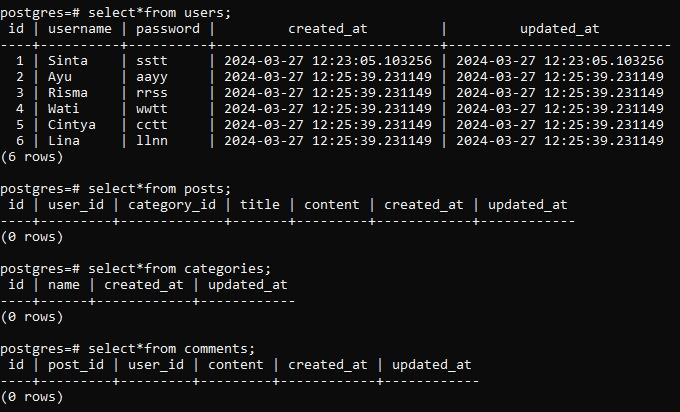 postgres=# select*from users;
 id | username | password |         created_at         |         updated_at
----+----------+----------+----------------------------+----------------------------
  1 | Sinta    | sstt     | 2024-03-27 12:23:05.103256 | 2024-03-27 12:23:05.103256
  2 | Ayu      | aayy     | 2024-03-27 12:25:39.231149 | 2024-03-27 12:25:39.231149
  3 | Risma    | rrss     | 2024-03-27 12:25:39.231149 | 2024-03-27 12:25:39.231149
  4 | Wati     | wwtt     | 2024-03-27 12:25:39.231149 | 2024-03-27 12:25:39.231149
  5 | Cintya   | cctt     | 2024-03-27 12:25:39.231149 | 2024-03-27 12:25:39.231149
  6 | Lina     | llnn     | 2024-03-27 12:25:39.231149 | 2024-03-27 12:25:39.231149
(6 rows)

postgres=# select*from posts;
 id | user_id | category_id | title | content | created_at | updated_at
----+---------+-------------+-------+---------+------------+------------
(0 rows)

postgres=# select*from categories;
 id | name | created_at | updated_at
----+------+------------+------------
(0 rows)

postgres=# select*from comments;
 id | post_id | user_id | content | created_at | updated_at
----+---------+---------+---------+------------+------------
(0 rows)